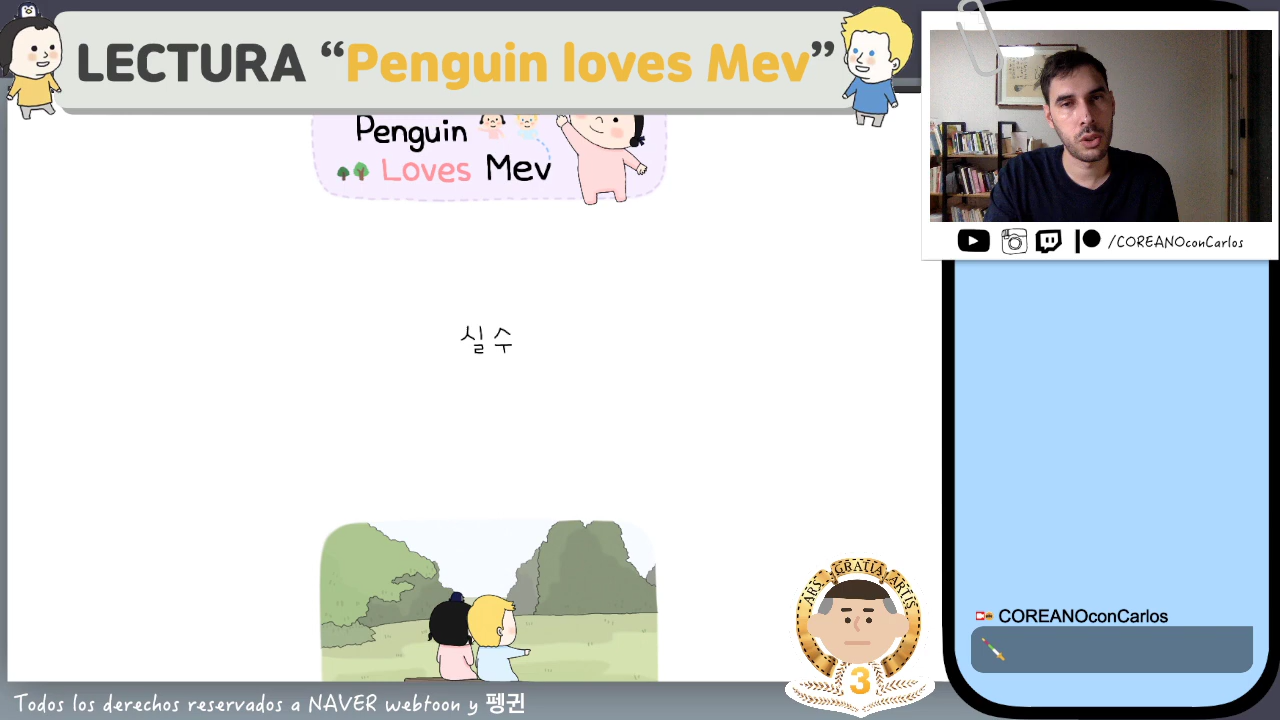 LECTURA “Penguin loves Mev”
Penguin
Loves Mev
실수
/COREANOconCarlos
ARS GRATIA ARTIS
3
COREANOconCarlos
Todos los derechos reservados a NAVER webtoon y 펭귄